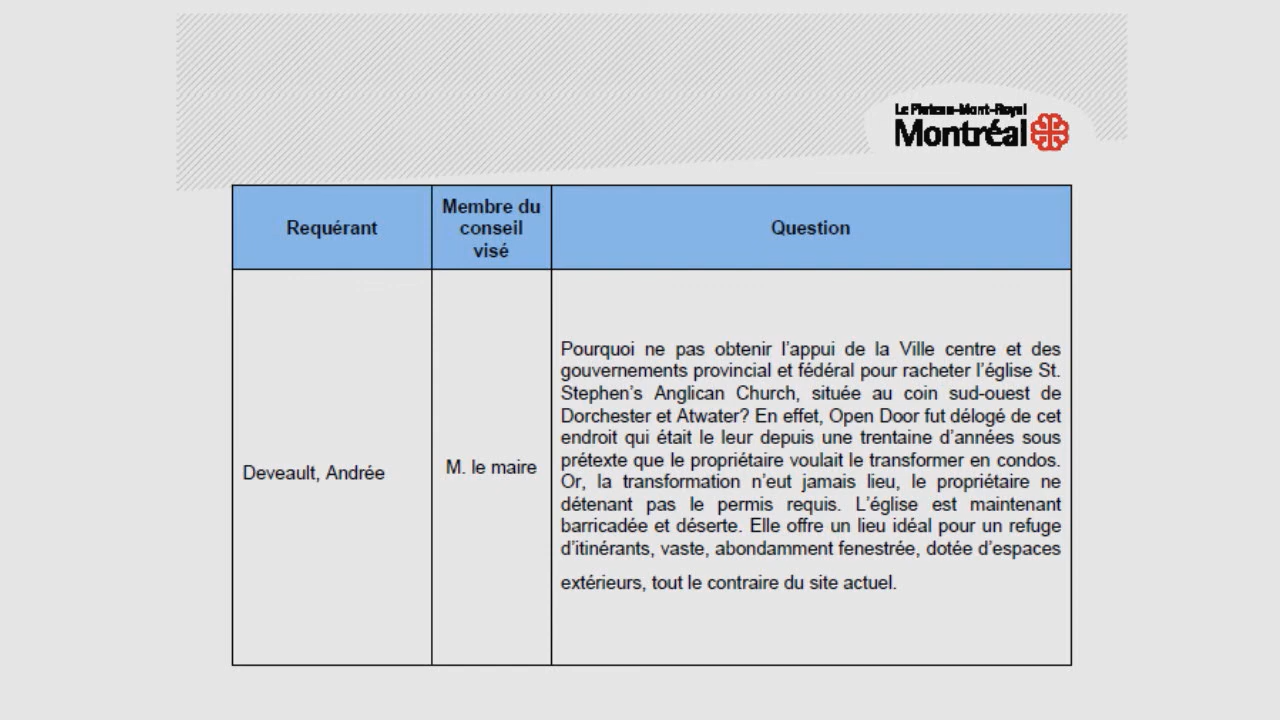 Le Plateau-Mont-Royal
Montréal
Requérant
Membre du
conseil
visé
Question
Deveault, Andrée
M. le maire
Pourquoi ne pas obtenir l'appui de la Ville centre et des
gouvernements provincial et fédéral pour racheter l'église St.
Stephen's Anglican Church, située au coin sud-ouest de
Dorchester et Atwater? En effet, Open Door fut délogé de cet
endroit qui était le leur depuis une trentaine d'années sous
prétexte que le propriétaire voulait le transformer en condos.
Or, la transformation n'eut jamais lieu, le propriétaire ne
détenant pas le permis requis. L'église est maintenant
barricadée et déserte. Elle offre un lieu idéal pour un refuge
d'itinérants, vaste, abondamment fenestrée, dotée d'espaces
extérieurs, tout le contraire du site actuel.